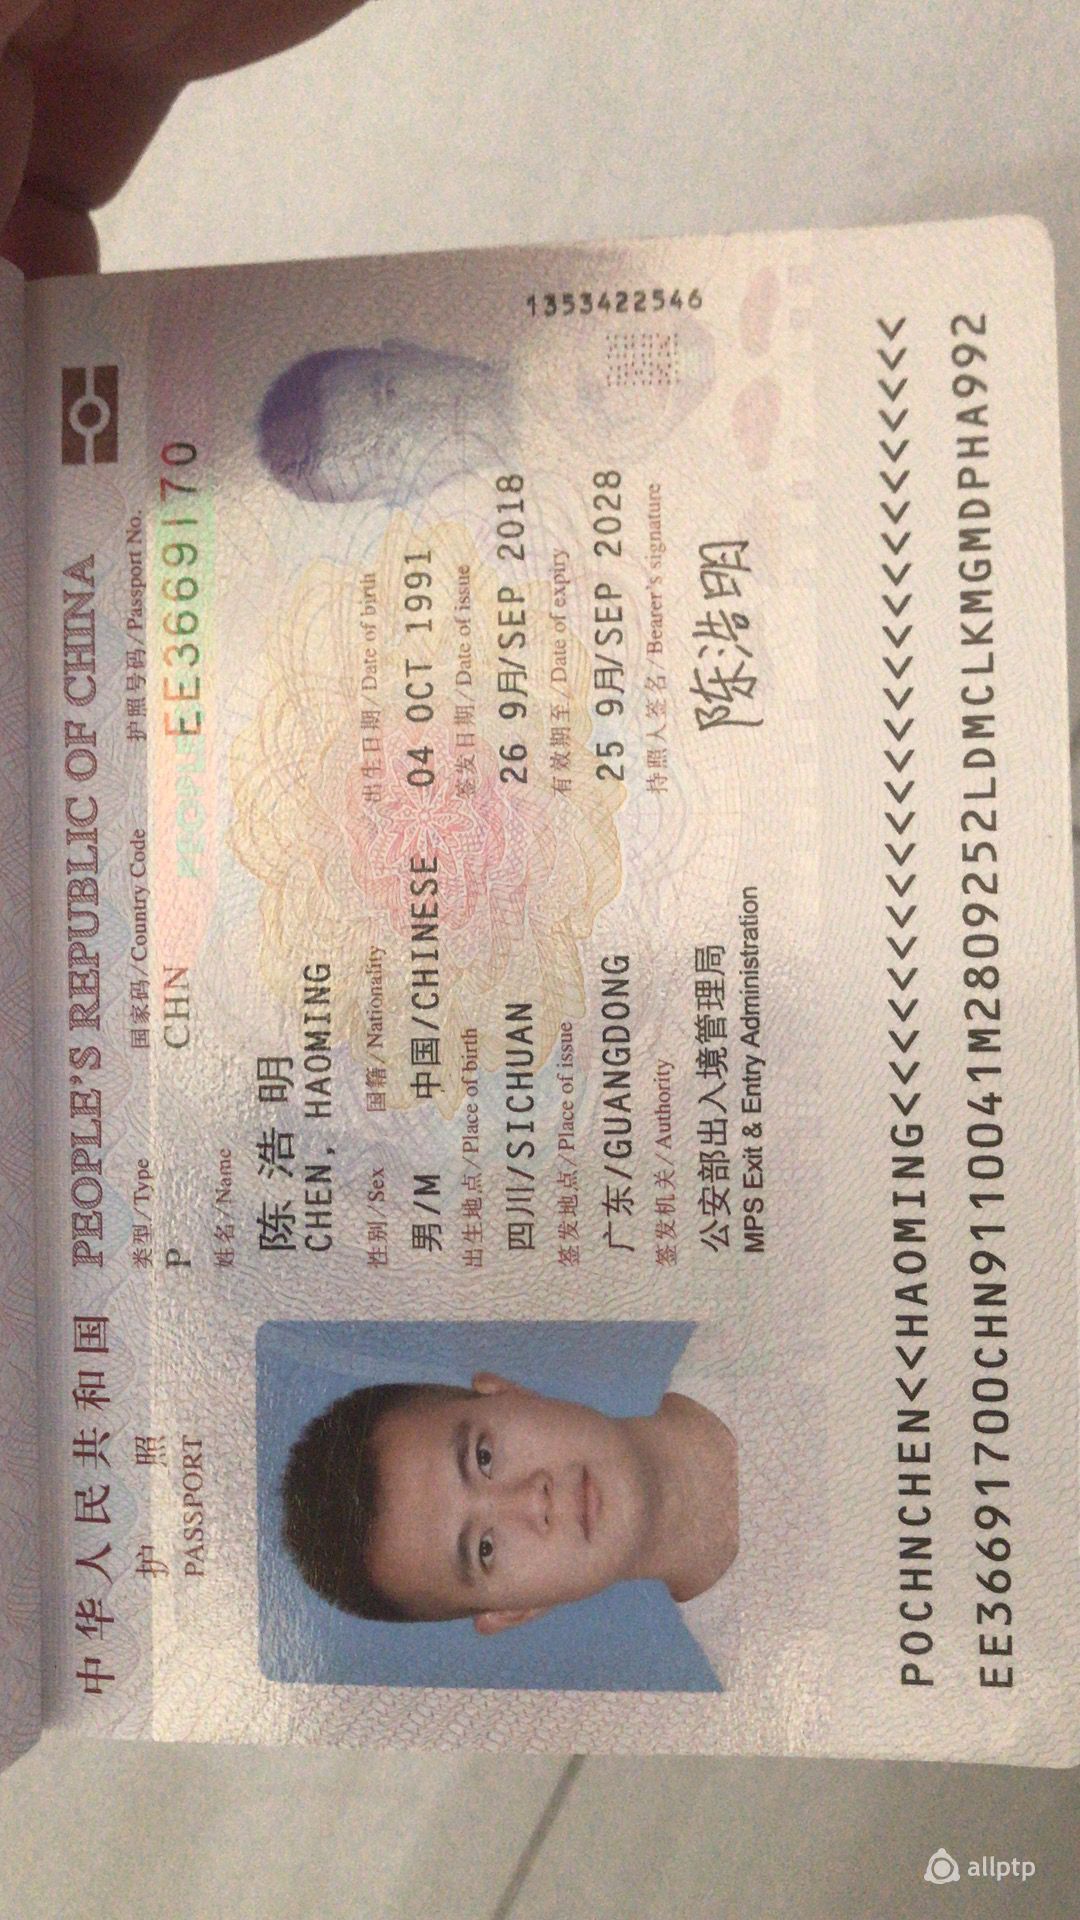 中华人民共和国 PEOPLE'S REPUBLIC OF CHINA
护照
PASSPORT
类型/Type 国家码/Country Code 护照号码/Passport No.
P CHN EE3669170
姓名/Name
陈浩明
CHEN, HAOMING
性别/Sex 国籍/Nationality 出生日期/Date of birth
男/M 中国/CHINESE 04 OCT 1991
出生地点/Place of birth 签发日期/Date of issue
四川/SICHUAN 26 9月/SEP 2018
签发地点/Place of issue 有效期至/Date of expiry
广东/GUANGDONG 25 9月/SEP 2028
签发机关/Authority 持照人签名/Bearer's signature
公安部出入境管理局
MPS Exit & Entry Administration
陈浩明
1353422546
POCHNCHEN<<HAOMING<<<<<<<<<<<<<<<<<<<<<<<<<<
EE36691700CHN9110041M2809252LDMCLKMGMDPHA992
allptp